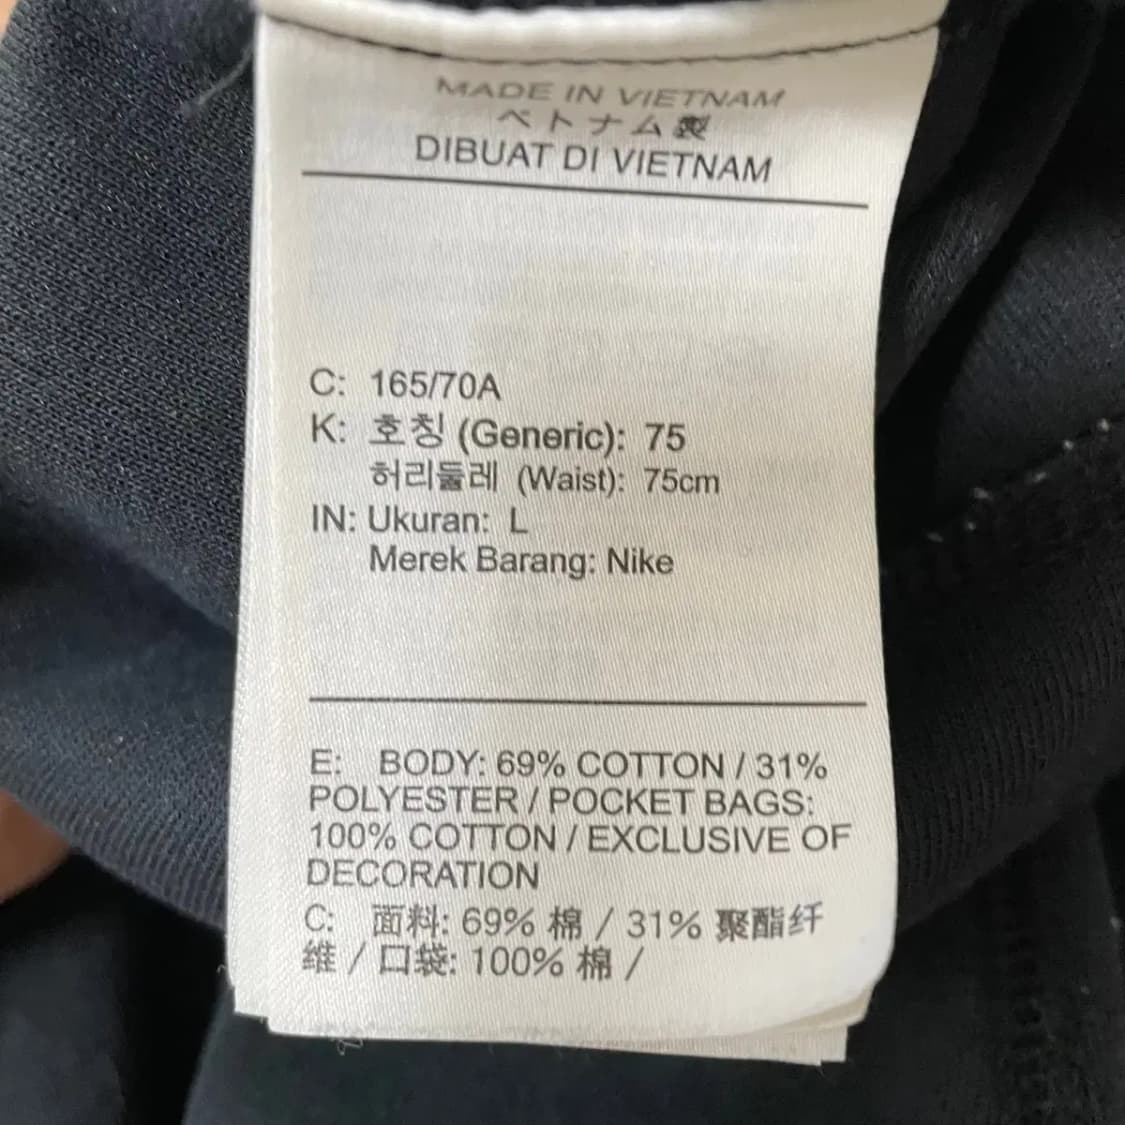 MADE IN VIETNAM
ベトナム製
DIBUAT DI VIETNAM
C: 165/70A
K: 호칭 (Generic): 75
허리둘레 (Waist): 75cm
IN: Ukuran: L
Merek Barang: Nike
E: BODY: 69% COTTON / 31%
POLYESTER / POCKET BAGS:
100% COTTON / EXCLUSIVE OF
DECORATION
C: 面料: 69% 棉 / 31% 聚酯纤
维 / 口袋: 100% 棉 /